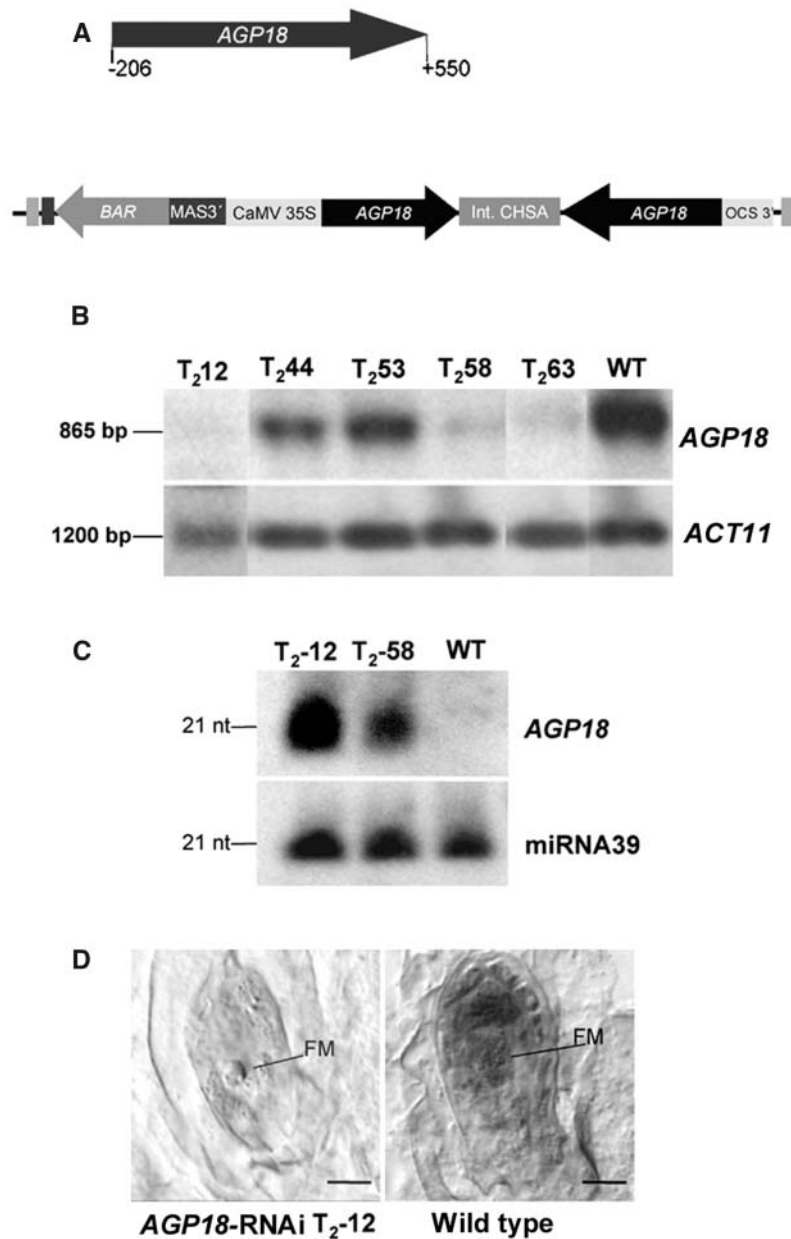 A
AGP18
-206 +550
BAR MAS3´ CaMV 35S AGP18 Int. CHSA AGP18 OCS 3'
B
T₂12 T₂44 T₂53 T₂58 T₂63 WT
865 bp AGP18
1200 bp ACT11
C
T₂-12 T₂-58 WT
21 nt AGP18
21 nt miRNA39
D
FM FM
AGP18-RNAi T₂-12 Wild type